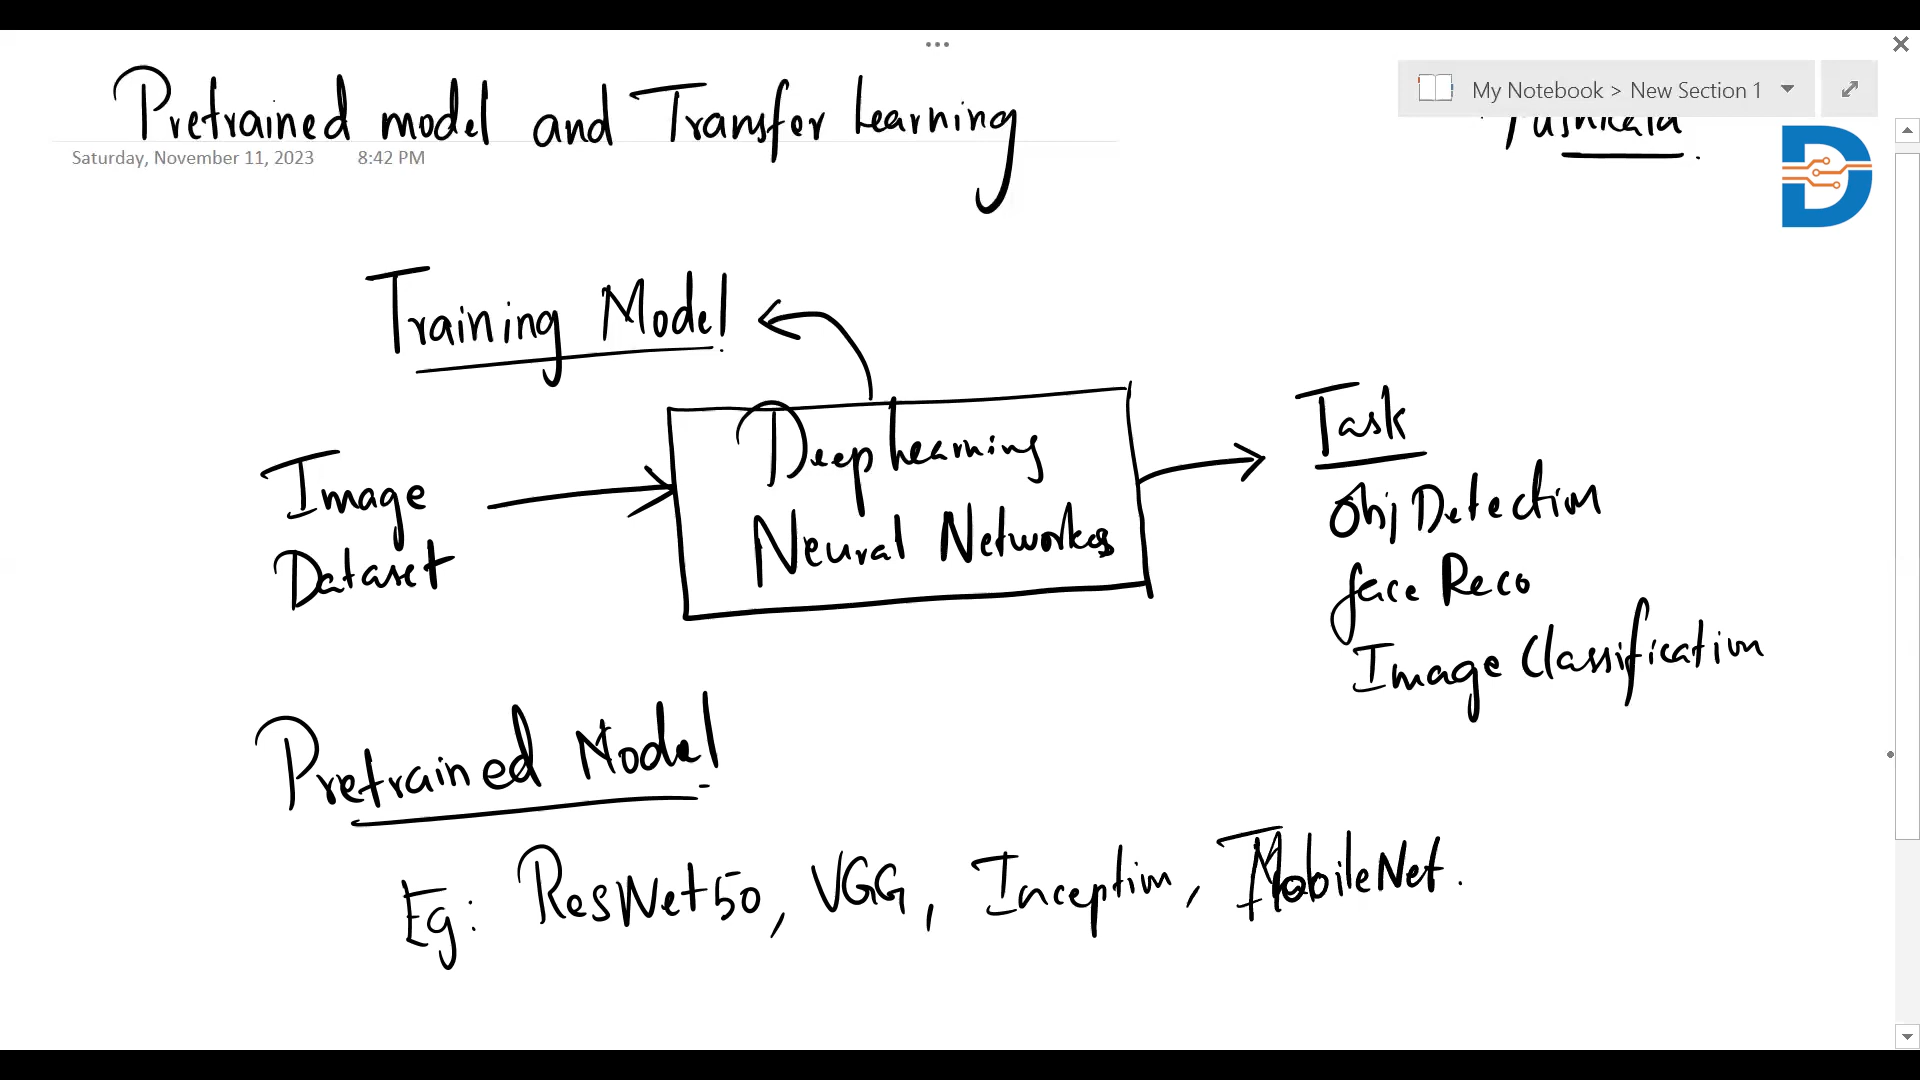 My Notebook > New Section 1
Pretrained model and Transfer Learning
Saturday, November 11, 2023 8:42 PM
Training Model
Image
Dataset
Deep Learning
Neural Networks
Task
Obj Detection
face Reco
Image Classification
Pretrained Model
Eg: ResNet50, VGG, Inception, MobileNet.